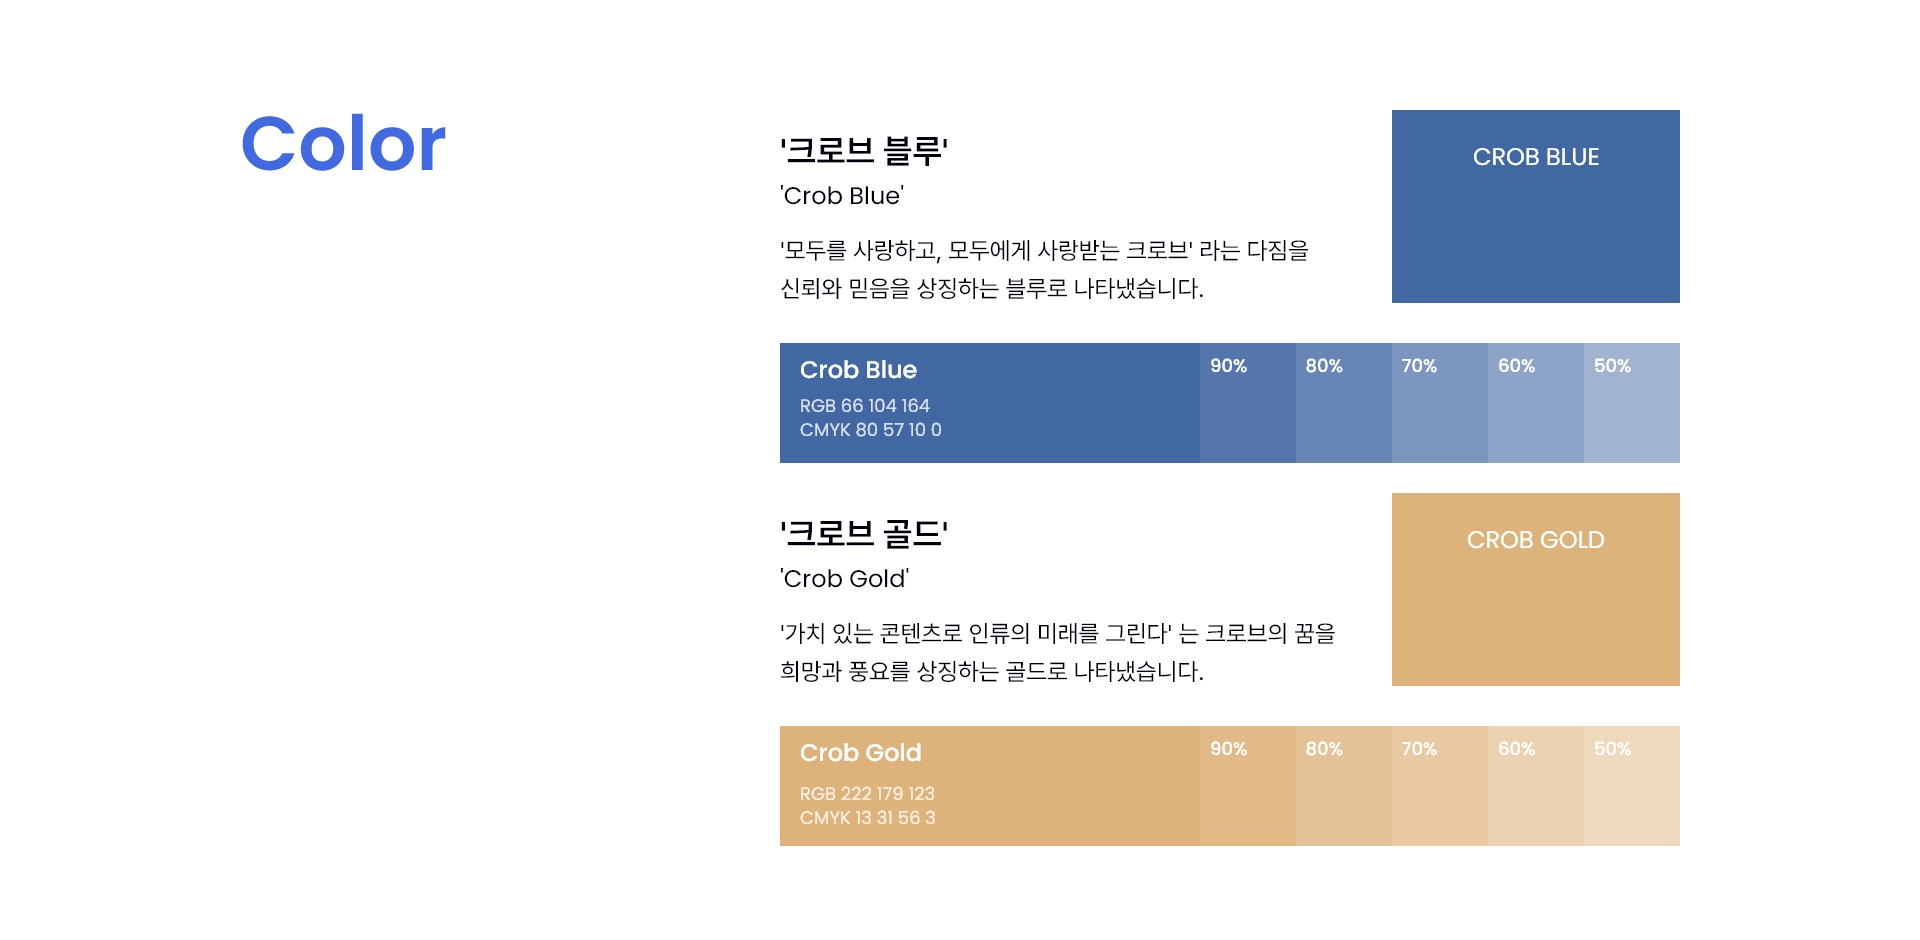 Color
'크로브 블루'
'Crob Blue'
'모두를 사랑하고, 모두에게 사랑받는 크로브' 라는 다짐을
신뢰와 믿음을 상징하는 블루로 나타냈습니다.
CROB BLUE
Crob Blue
RGB 66 104 164
CMYK 80 57 10 0
90%
80%
70%
60%
50%
'크로브 골드'
'Crob Gold'
'가치 있는 콘텐츠로 인류의 미래를 그린다' 는 크로브의 꿈을
희망과 풍요를 상징하는 골드로 나타냈습니다.
CROB GOLD
Crob Gold
RGB 222 179 123
CMYK 13 31 56 3
90%
80%
70%
60%
50%